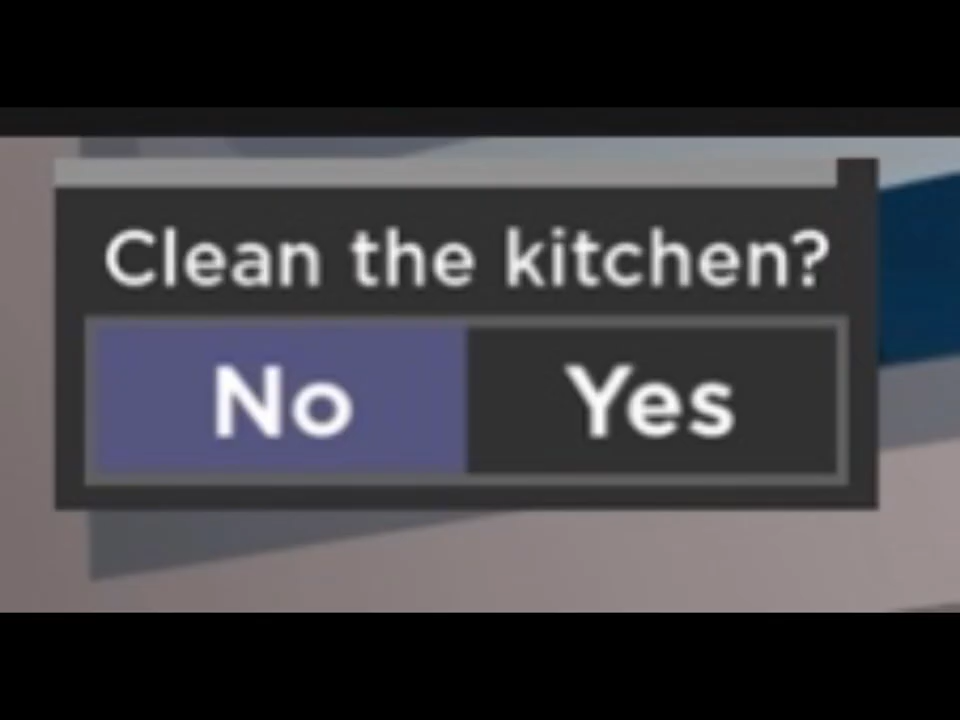 Clean the kitchen?
No Yes